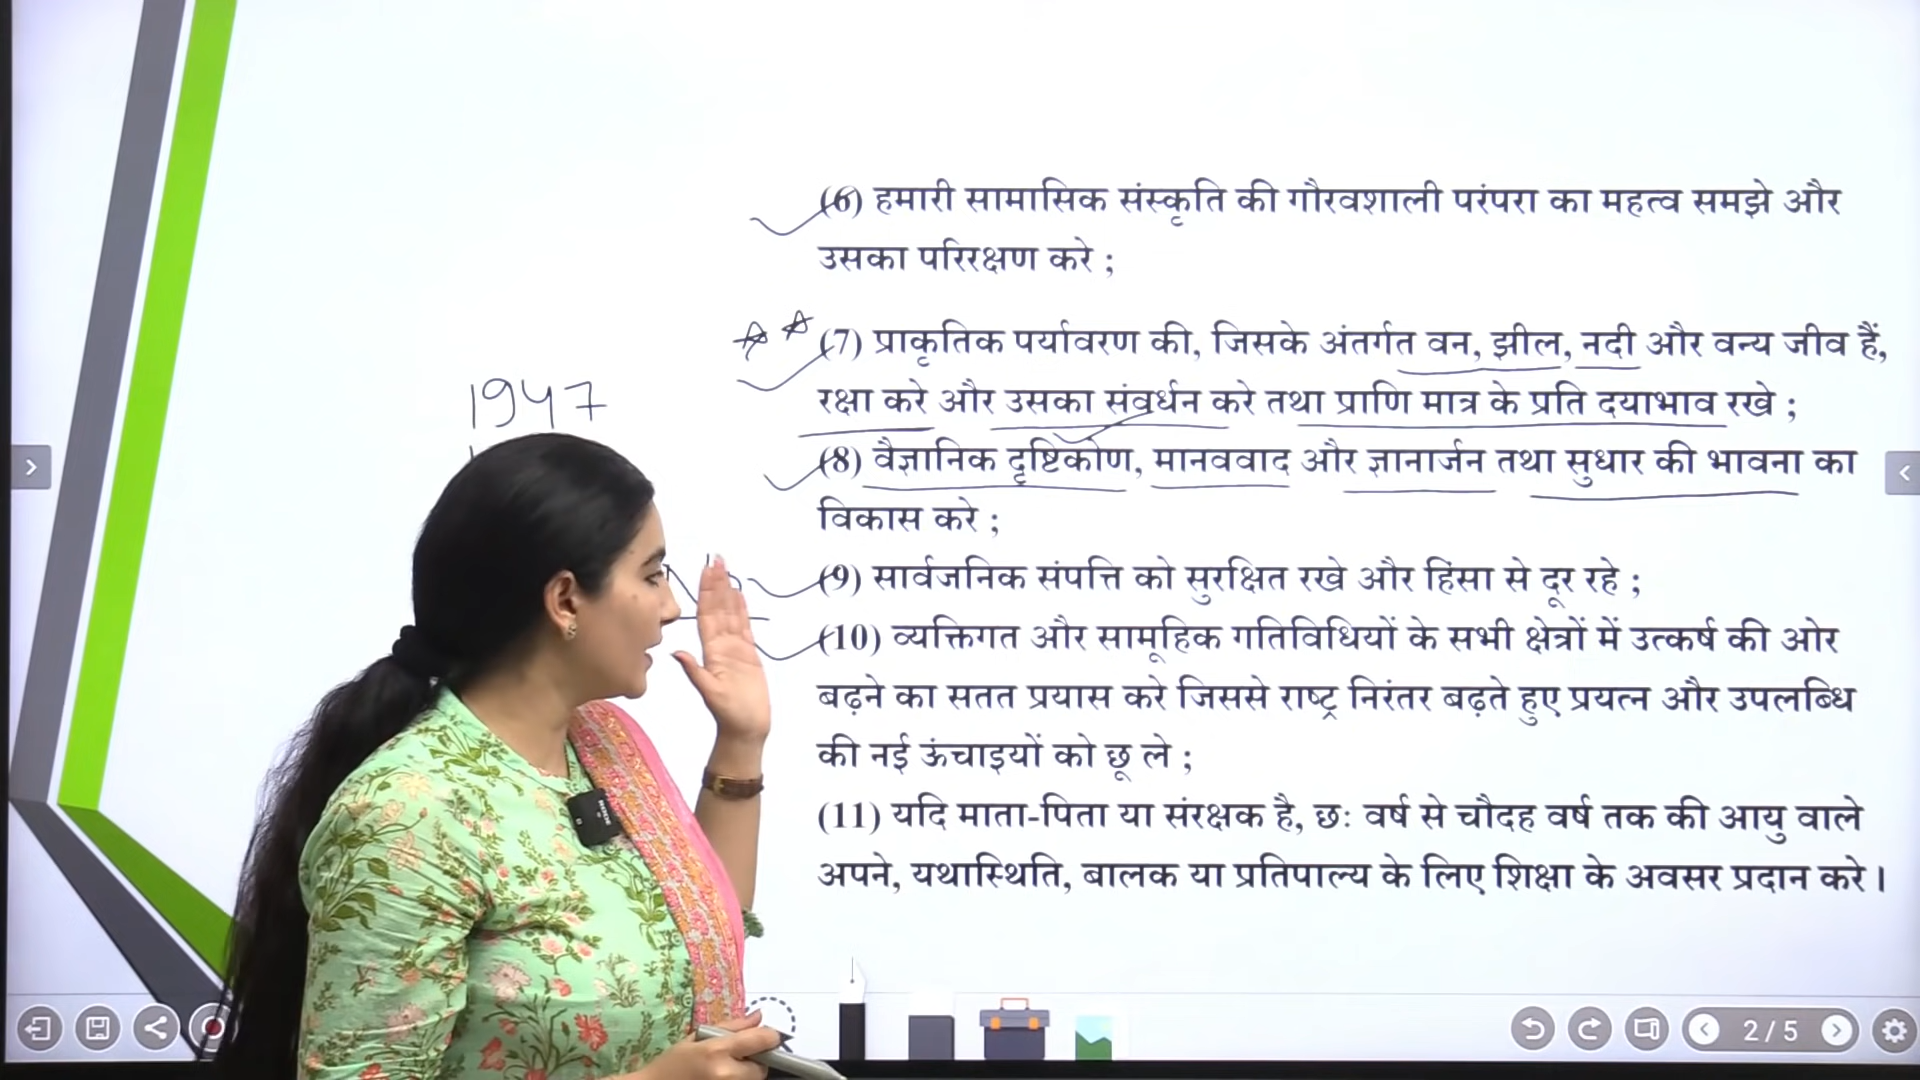 (6) हमारी सामासिक संस्कृति की गौरवशाली परंपरा का महत्व समझे और
उसका परिरक्षण करे ;
(7) प्राकृतिक पर्यावरण की, जिसके अंतर्गत वन, झील, नदी और वन्य जीव हैं,
रक्षा करे और उसका संवर्धन करे तथा प्राणि मात्र के प्रति दयाभाव रखे ;
1947
(8) वैज्ञानिक दृष्टिकोण, मानववाद और ज्ञानार्जन तथा सुधार की भावना का
विकास करे ;
(9) सार्वजनिक संपत्ति को सुरक्षित रखे और हिंसा से दूर रहे ;
(10) व्यक्तिगत और सामूहिक गतिविधियों के सभी क्षेत्रों में उत्कर्ष की ओर
बढ़ने का सतत प्रयास करे जिससे राष्ट्र निरंतर बढ़ते हुए प्रयत्न और उपलब्धि
की नई ऊंचाइयों को छू ले ;
(11) यदि माता-पिता या संरक्षक है, छः वर्ष से चौदह वर्ष तक की आयु वाले
अपने, यथास्थिति, बालक या प्रतिपाल्य के लिए शिक्षा के अवसर प्रदान करे।
2/5